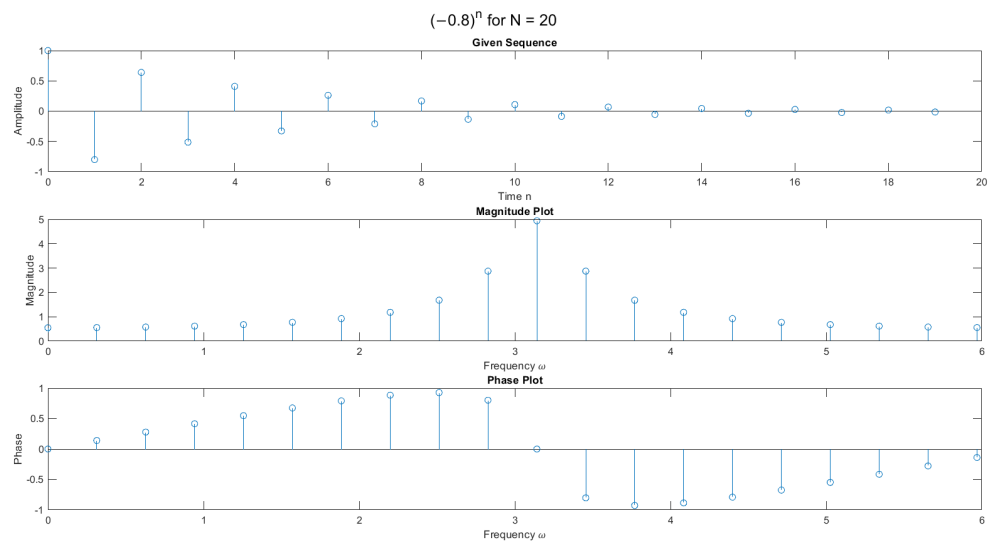 (−0.8)ⁿ for N = 20
Given Sequence
1
0.5
0
-0.5
-1
Amplitude
0 2 4 6 8 10 12 14 16 18 20
Time n
Magnitude Plot
5
4
3
2
1
0
Magnitude
0 1 2 3 4 5 6
Frequency ω
Phase Plot
1
0.5
0
-0.5
-1
Phase
0 1 2 3 4 5 6
Frequency ω